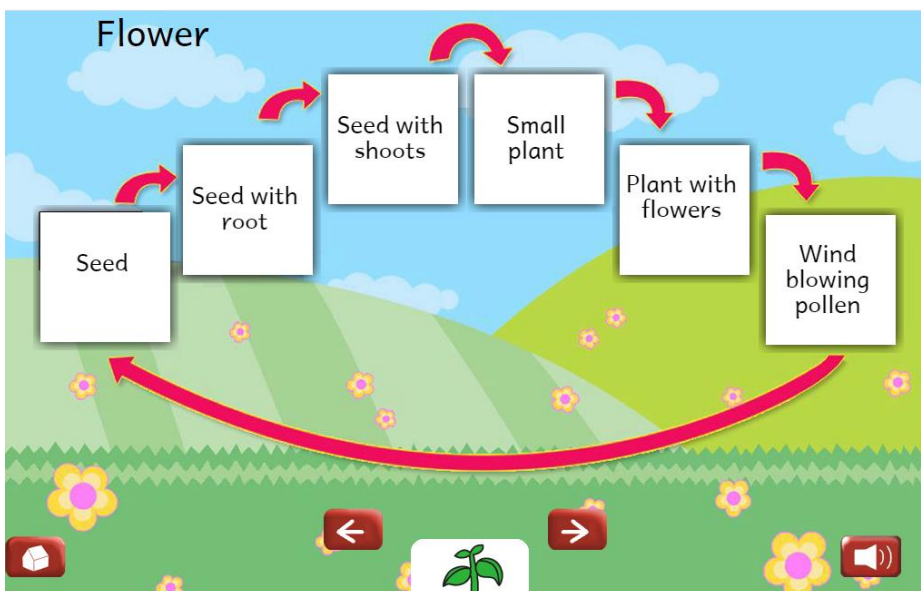 Flower
Seed
Seed with
root
Seed with
shoots
Small
plant
Plant with
flowers
Wind
blowing
pollen